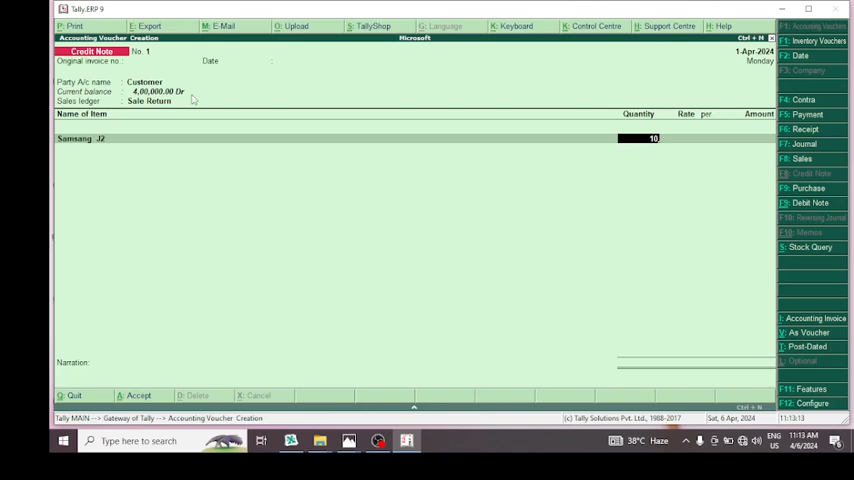 Tally.ERP 9
P: Print E: Export M: E-Mail O: Upload S: TallyShop G: Language K: Keyboard K: Control Centre H: Support Centre H: Help
Accounting Voucher Creation Microsoft Ctrl + M
Credit Note No. 1 1-Apr-2024
Original invoice no.: Date : Monday
Party A/c name : Customer
Current balance : 4,00,000.00 Dr
Sales ledger : Sale Return
Name of Item Quantity Rate per Amount
Samsang J2 10
Narration:
Q: Quit A: Accept D: Delete X: Cancel
Ctrl + N
Tally MAIN --> Gateway of Tally --> Accounting Voucher Creation (c) Tally Solutions Pvt. Ltd., 1988-2017 Sat, 6 Apr, 2024 11:13:13
F1: Accounting Vouchers
F1: Inventory Vouchers
F2: Date
F3: Company
F4: Contra
F5: Payment
F6: Receipt
F7: Journal
F8: Sales
F8: Credit Note
F9: Purchase
F9: Debit Note
F10: Reversing Journal
F10: Memos
S: Stock Query
I: Accounting Invoice
V: As Voucher
T: Post-Dated
L: Optional
F11: Features
F12: Configure
Type here to search
38°C Haze
ENG
US
11:13 AM
4/6/2024
6